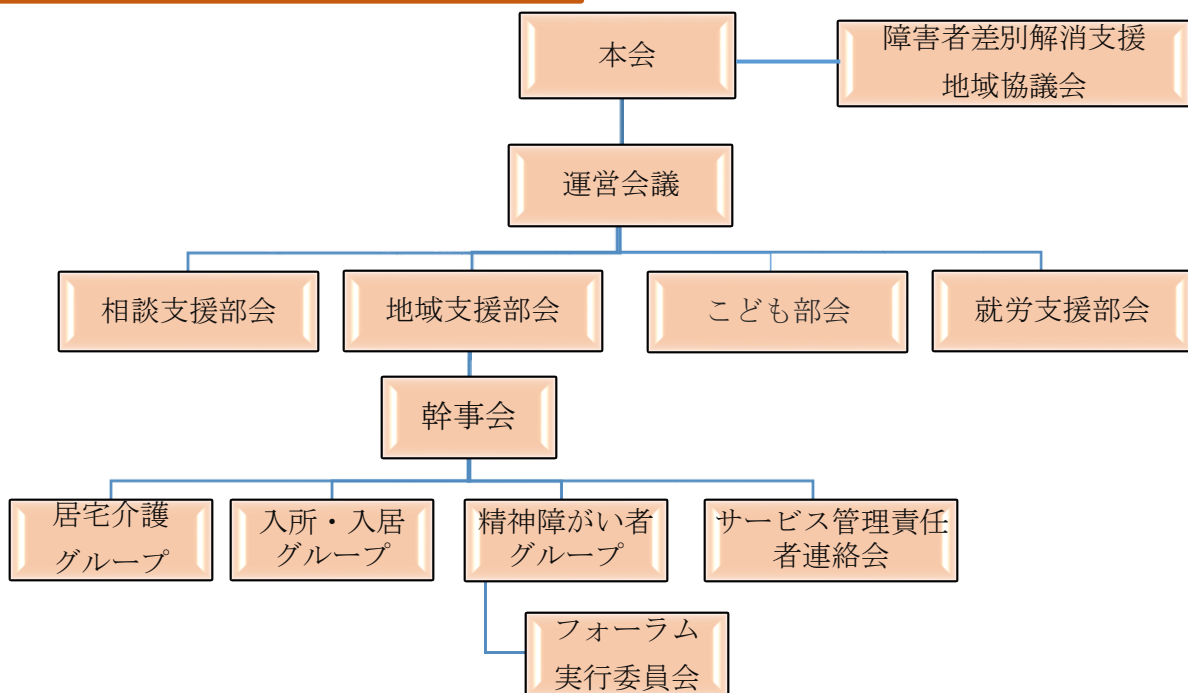 本会
障害者差別解消支援
地域協議会
運営会議
相談支援部会
地域支援部会
こども部会
就労支援部会
幹事会
居宅介護
グループ
入所・入居
グループ
精神障がい者
グループ
サービス管理責任
者連絡会
フォーラム
実行委員会